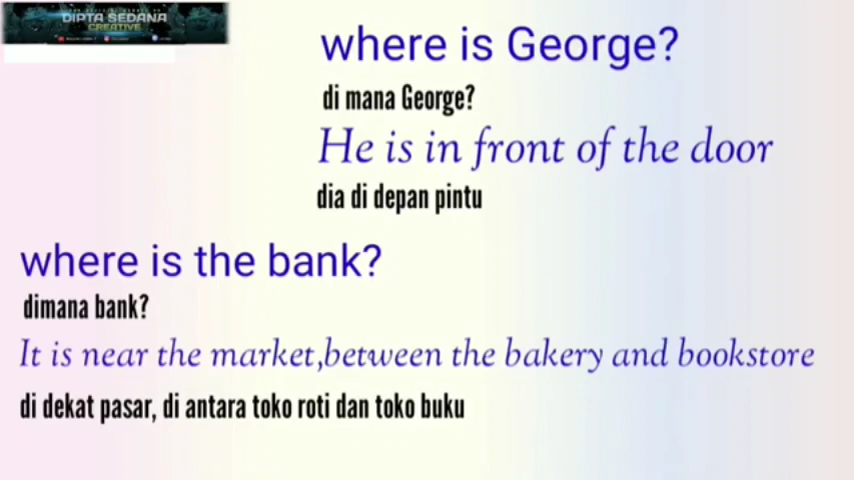 DIPTA SEDANA
CREATIVE
where is George?
di mana George?
He is in front of the door
dia di depan pintu
where is the bank?
dimana bank?
It is near the market,between the bakery and bookstore
di dekat pasar, di antara toko roti dan toko buku